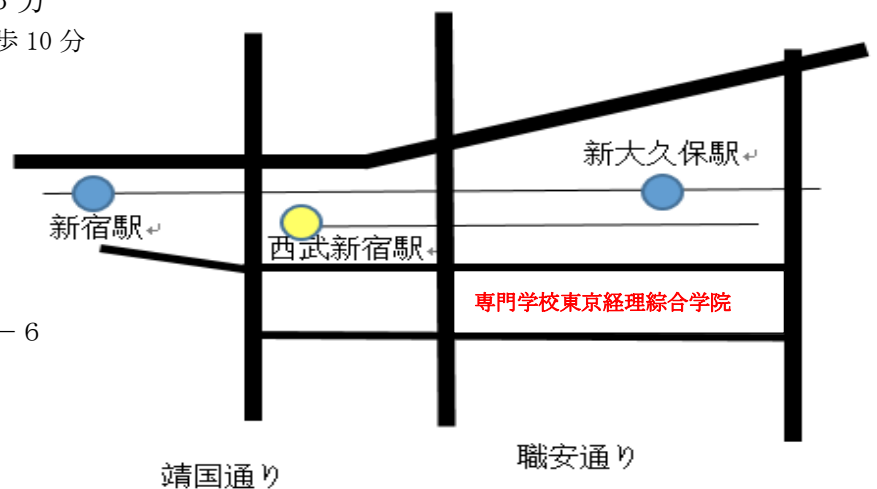 分
歩 10 分
新大久保駅
新宿駅
西武新宿駅
専門学校東京経理綜合学院
－６
職安通り
靖国通り